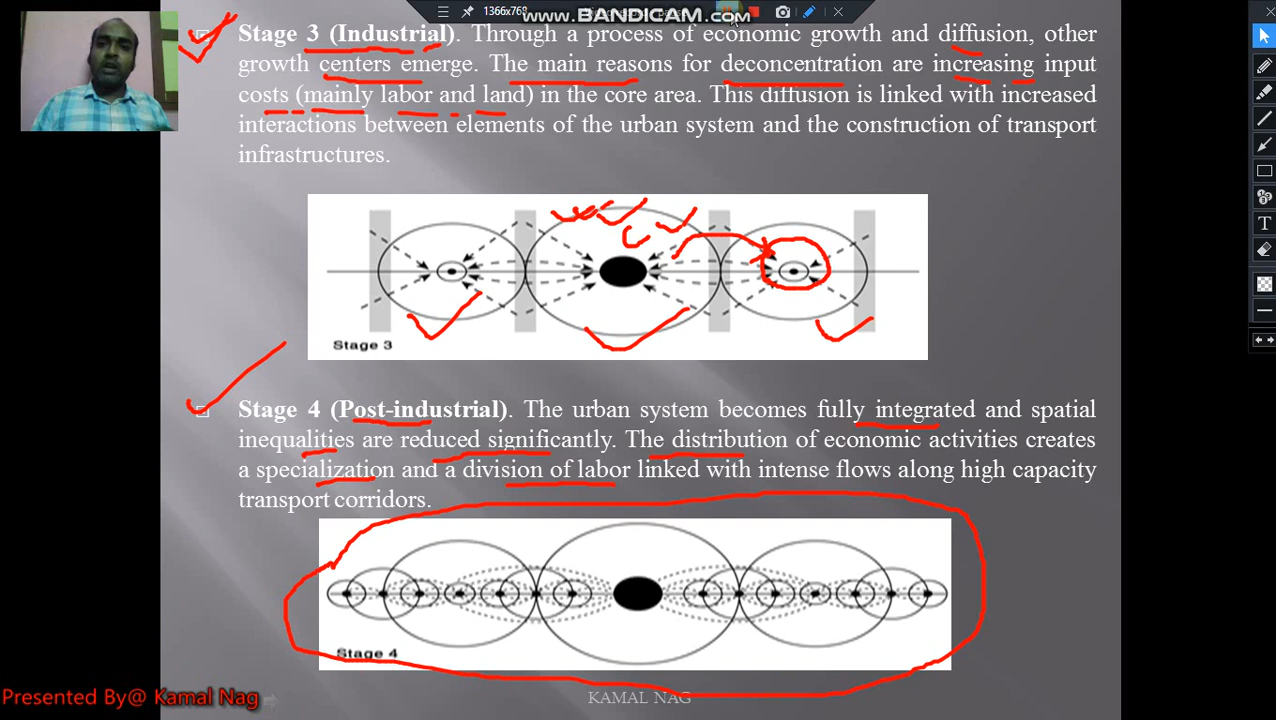 1366x768
www.BANDICAM.com
Stage 3 (Industrial). Through a process of economic growth and diffusion, other
growth centers emerge. The main reasons for deconcentration are increasing input
costs (mainly labor and land) in the core area. This diffusion is linked with increased
interactions between elements of the urban system and the construction of transport
infrastructures.
Stage 3
Stage 4 (Post-industrial). The urban system becomes fully integrated and spatial
inequalities are reduced significantly. The distribution of economic activities creates
a specialization and a division of labor linked with intense flows along high capacity
transport corridors.
Stage 4
Presented By@ Kamal Nag
KAMAL NAG